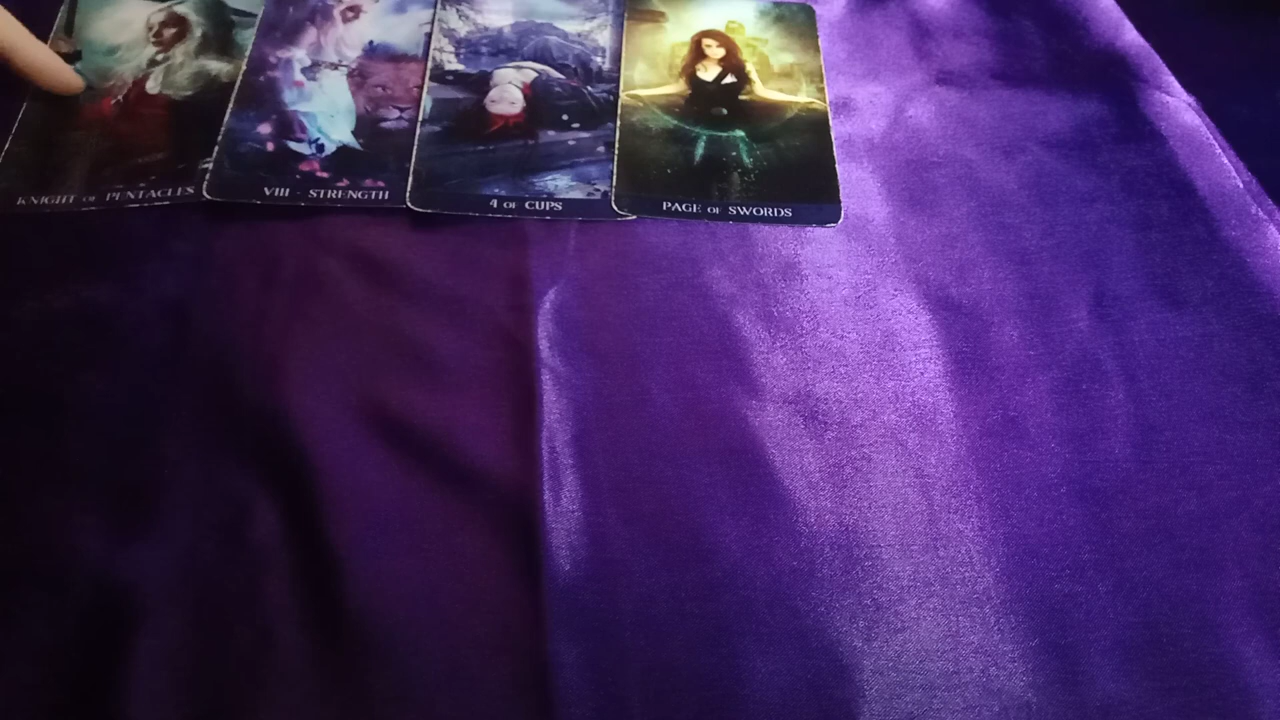 KNIGHT OF PENTACLES
VIII · STRENGTH
4 OF CUPS
PAGE OF SWORDS